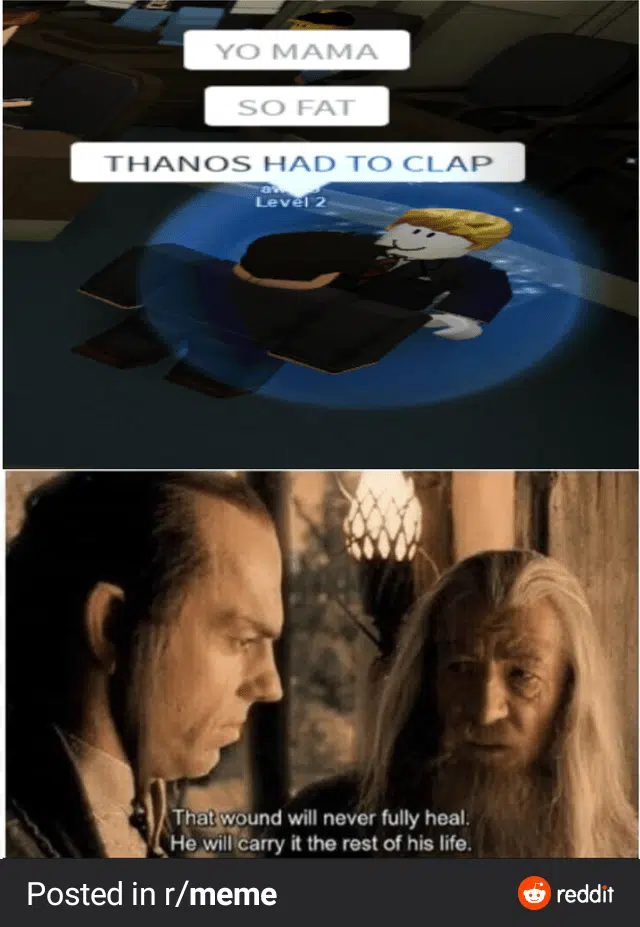 YO MAMA
SO FAT
THANOS HAD TO CLAP
Level 2
That wound will never fully heal.
He will carry it the rest of his life.
Posted in r/meme
reddit